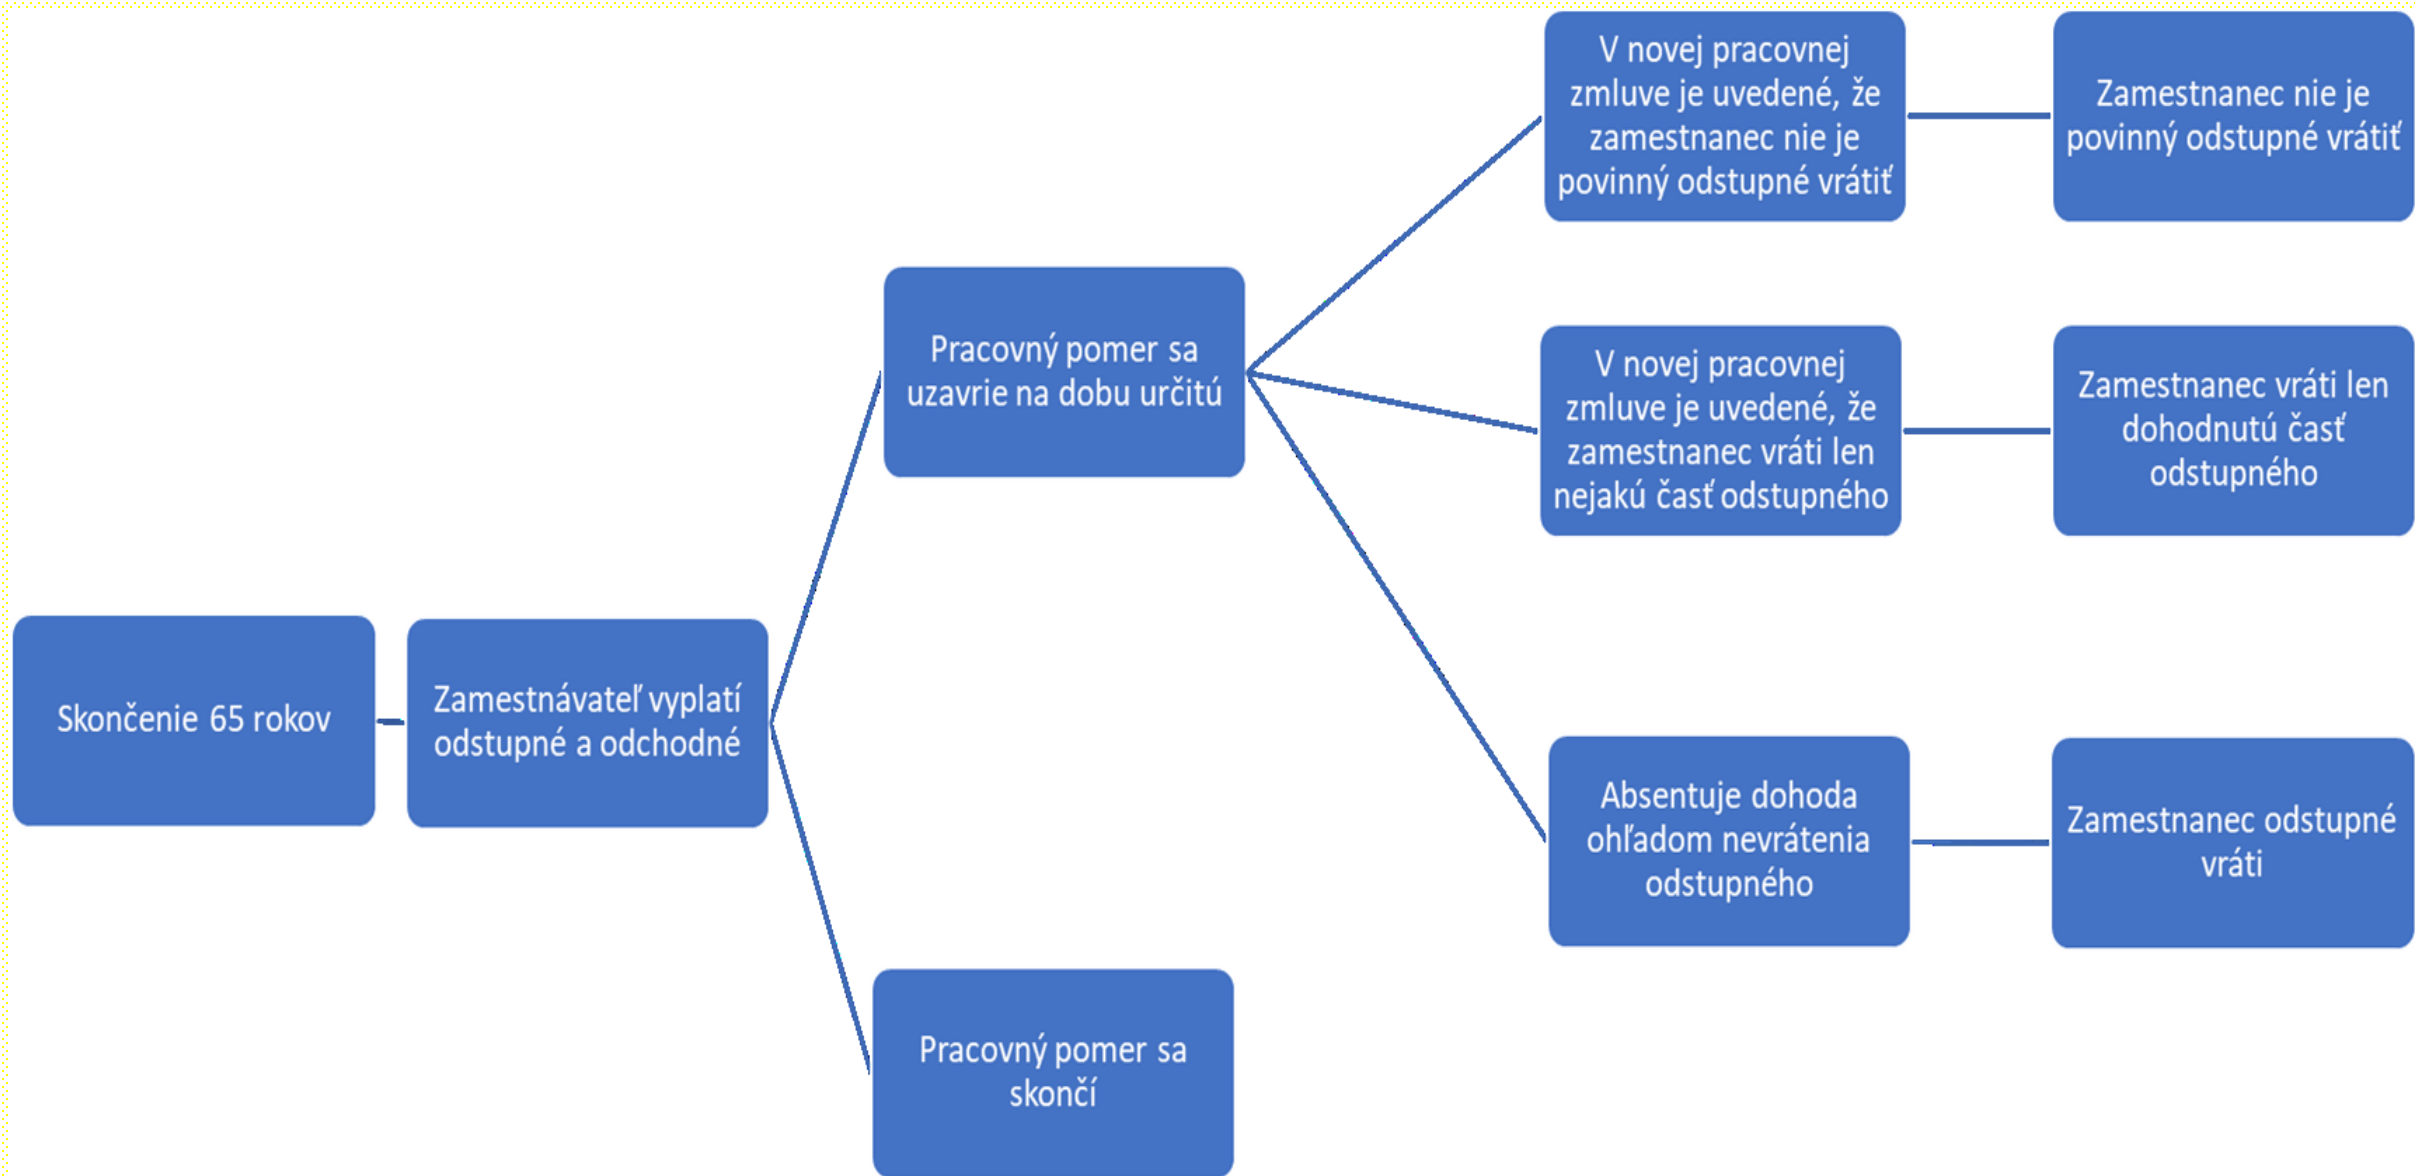 Skončenie 65 rokov
Zamestnávateľ vyplatí
odstupné a odchodné
Pracovný pomer sa
uzavrie na dobu určitú
V novej pracovnej
zmluve je uvedené, že
zamestnanec nie je
povinný odstupné vrátiť
Zamestnanec nie je
povinný odstupné vrátiť
V novej pracovnej
zmluve je uvedené, že
zamestnanec vráti len
nejakú časť odstupného
Zamestnanec vráti len
dohodnutú časť
odstupného
Absentuje dohoda
ohľadom nevrátenia
odstupného
Zamestnanec odstupné
vráti
Pracovný pomer sa
skončí